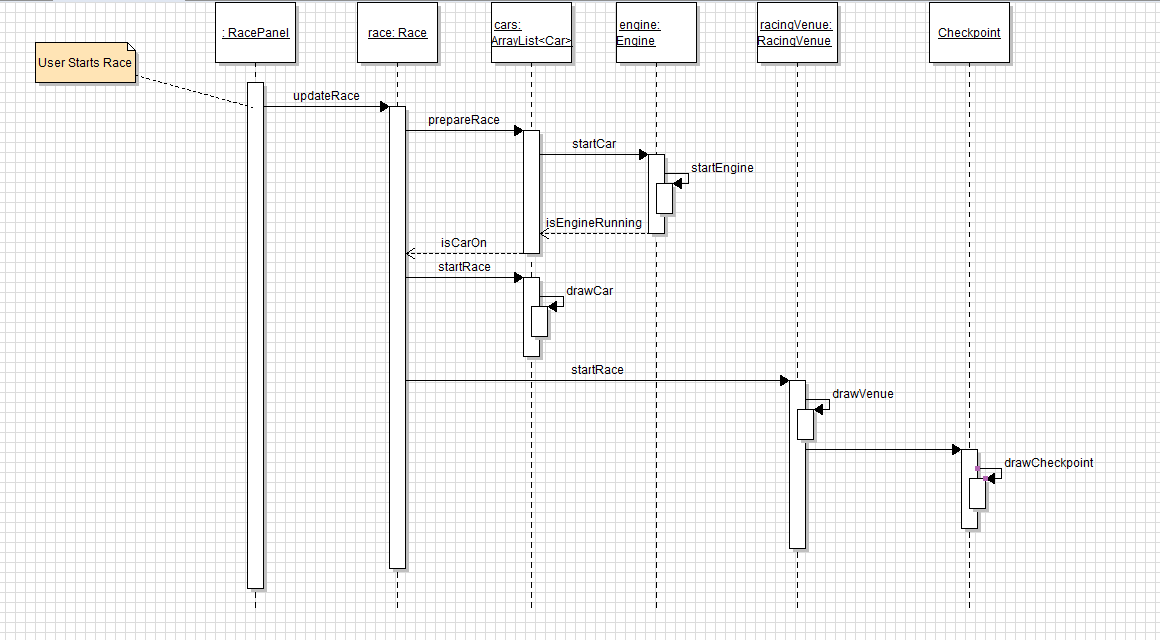 : RacePanel
race: Race
cars:
ArrayList<Car>
engine:
Engine
racingVenue:
RacingVenue
Checkpoint
User Starts Race
updateRace
prepareRace
startCar
startEngine
isEngineRunning
isCarOn
startRace
drawCar
startRace
drawVenue
drawCheckpoint